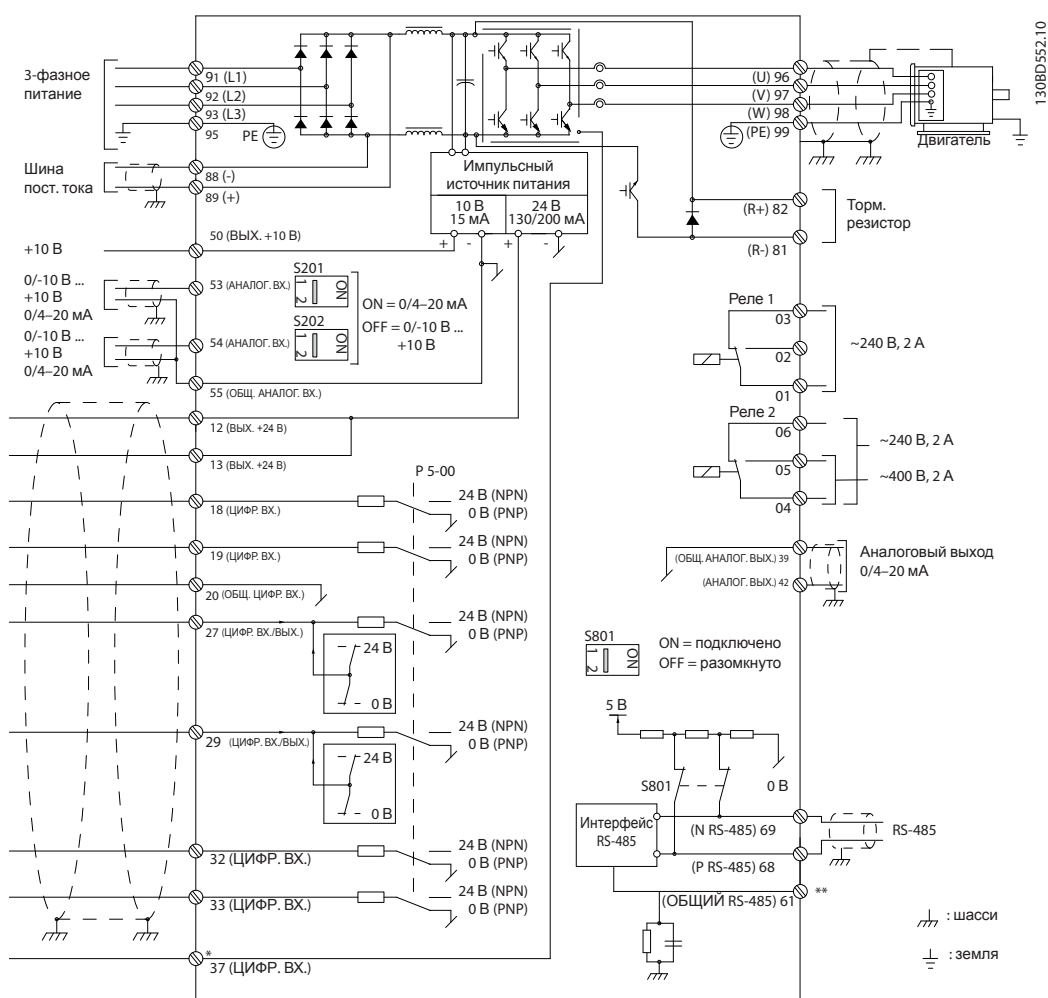 130BD552.10
3-фазное
питание
91 (L1)
92 (L2)
93 (L3)
95
PE
Шина
пост. тока
88 (-)
89 (+)
Импульсный
источник питания
10 В
15 мА
24 В
130/200 мА
+
-
+
-
(U) 96
(V) 97
(W) 98
(PE) 99
Двигатель
(R+) 82
(R-) 81
Торм.
резистор
+10 В
50 (ВЫХ. +10 В)
0/-10 В ...
+10 В
0/4–20 мА
53 (АНАЛОГ. ВХ.)
S201
1 2
ON
0/-10 В ...
+10 В
0/4–20 мА
54 (АНАЛОГ. ВХ.)
S202
1 2
ON
ON = 0/4–20 мА
OFF = 0/-10 В ...
+10 В
55 (ОБЩ. АНАЛОГ. ВХ.)
12 (ВЫХ. +24 В)
13 (ВЫХ. +24 В)
Реле 1
03
02
01
~240 В, 2 А
Реле 2
06
05
04
~240 В, 2 А
~400 В, 2 А
P 5-00
18 (ЦИФР. ВХ.)
24 В (NPN)
0 В (PNP)
19 (ЦИФР. ВХ.)
24 В (NPN)
0 В (PNP)
20 (ОБЩ. ЦИФР. ВХ.)
27 (ЦИФР. ВХ./ВЫХ.)
24 В (NPN)
0 В (PNP)
24 В
0 В
29 (ЦИФР. ВХ./ВЫХ.)
24 В (NPN)
0 В (PNP)
24 В
0 В
32 (ЦИФР. ВХ.)
24 В (NPN)
0 В (PNP)
33 (ЦИФР. ВХ.)
24 В (NPN)
0 В (PNP)
*
37 (ЦИФР. ВХ.)
(ОБЩ. АНАЛОГ. ВЫХ.) 39
(АНАЛОГ. ВЫХ.) 42
Аналоговый выход
0/4–20 мА
S801
1 2
ON
ON = подключено
OFF = разомкнуто
5 В
S801
0 В
Интерфейс
RS-485
(N RS-485) 69
(P RS-485) 68
RS-485
(ОБЩИЙ RS-485) 61
**
: шасси
: земля